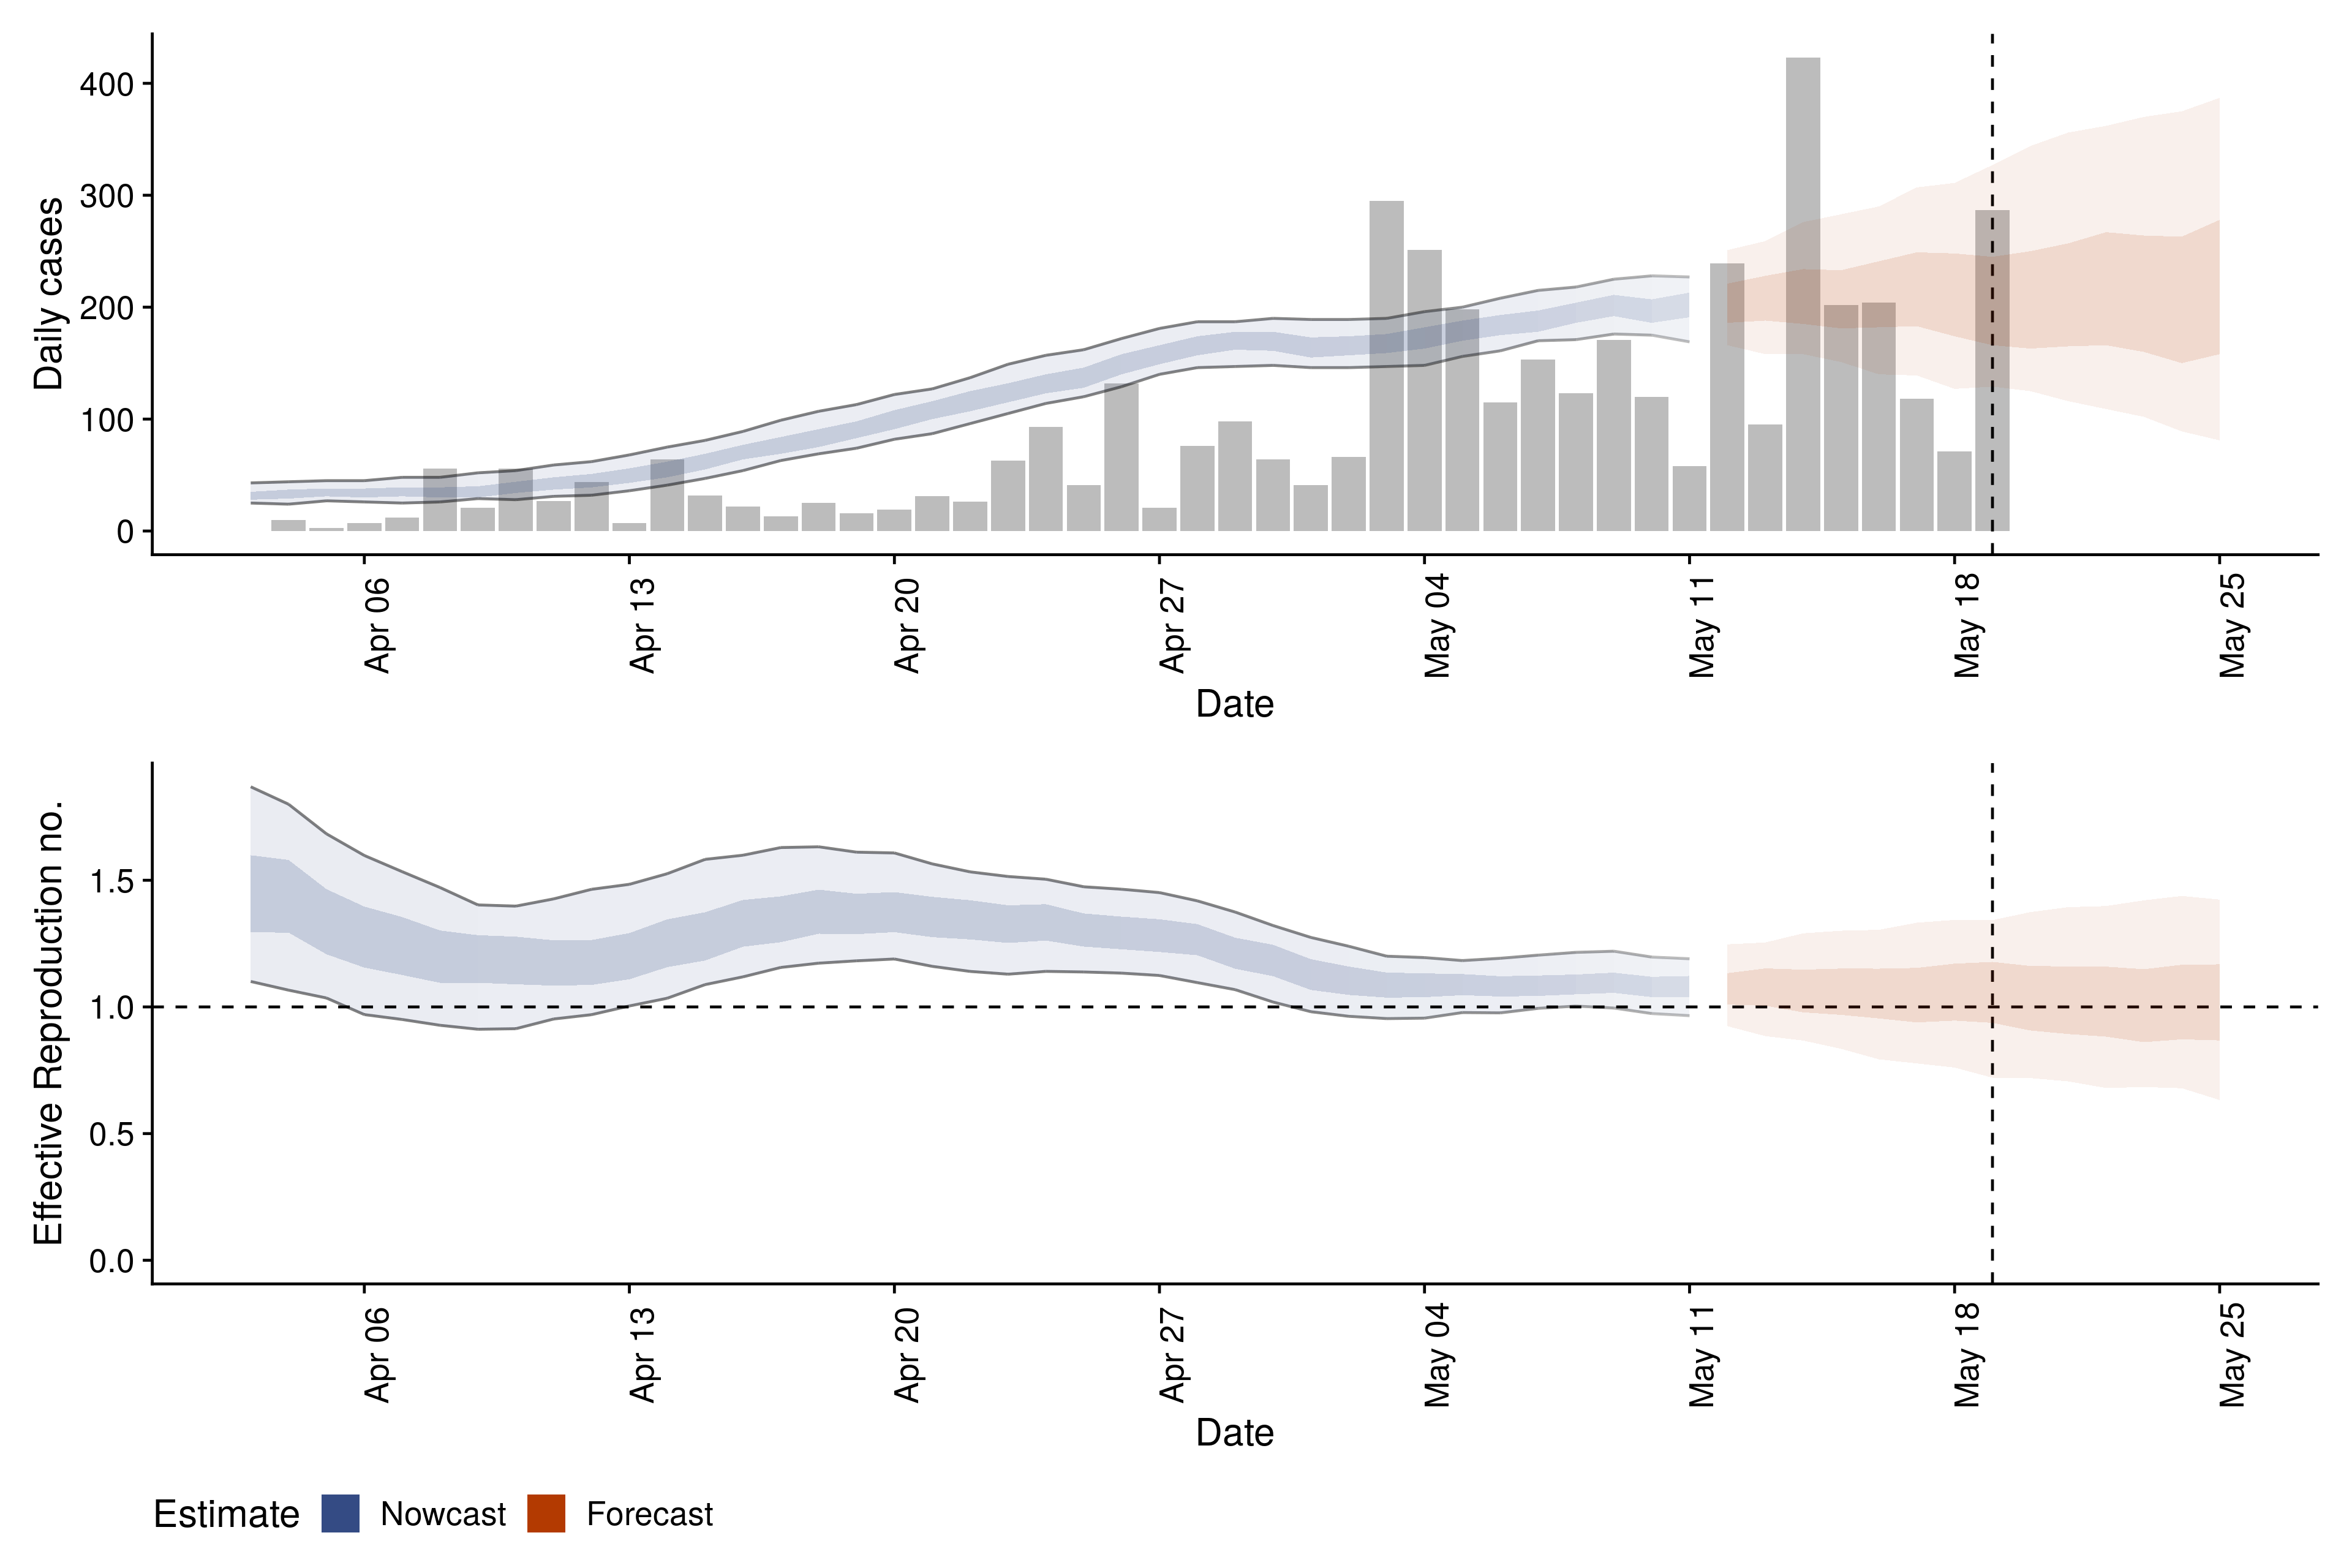 Daily cases
400
300
200
100
0
Apr 06
Apr 13
Apr 20
Apr 27
May 04
May 11
May 18
May 25
Date
Effective Reproduction no.
1.5
1.0
0.5
0.0
Apr 06
Apr 13
Apr 20
Apr 27
May 04
May 11
May 18
May 25
Date
Estimate Nowcast Forecast